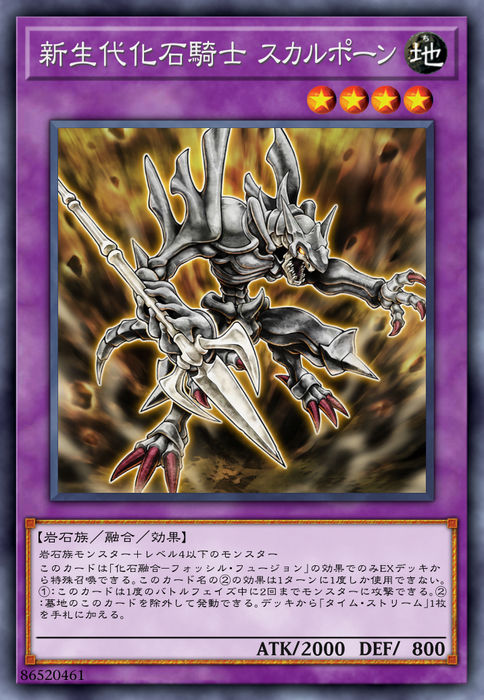 新生代化石騎士 スカルポーン
地
ち
【岩石族／融合／効果】
岩石族モンスター＋レベル4以下のモンスター
このカードは「化石融合－フォッシル・フュージョン」の効果でのみEXデッキか
ら特殊召喚できる。このカード名の②の効果は1ターンに1度しか使用できない。
①：このカードは1度のバトルフェイズ中に2回までモンスターに攻撃できる。②
：墓地のこのカードを除外して発動できる。デッキから「タイム・ストリーム」1枚
を手札に加える。
ATK/2000 DEF/ 800
86520461